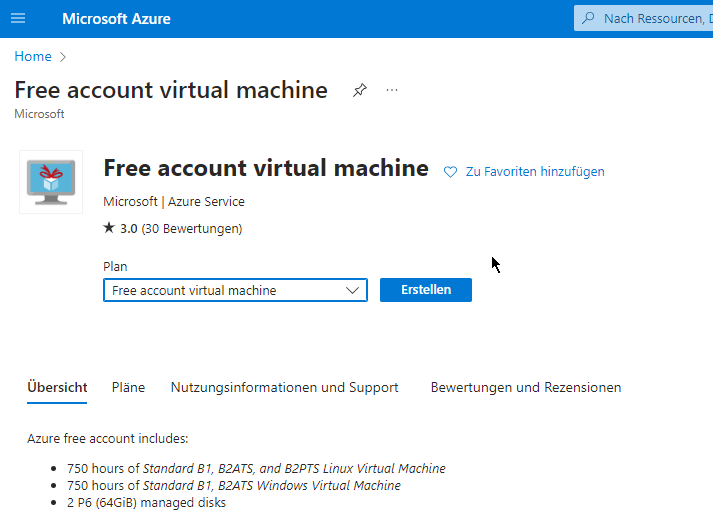 Microsoft Azure
Nach Ressourcen, D
Home
Free account virtual machine
Microsoft
Free account virtual machine
Zu Favoriten hinzufügen
Microsoft | Azure Service
★ 3.0 (30 Bewertungen)
Plan
Free account virtual machine
Erstellen
Übersicht Pläne Nutzungsinformationen und Support Bewertungen und Rezensionen
Azure free account includes:
• 750 hours of Standard B1, B2ATS, and B2PTS Linux Virtual Machine
• 750 hours of Standard B1, B2ATS Windows Virtual Machine
• 2 P6 (64GiB) managed disks